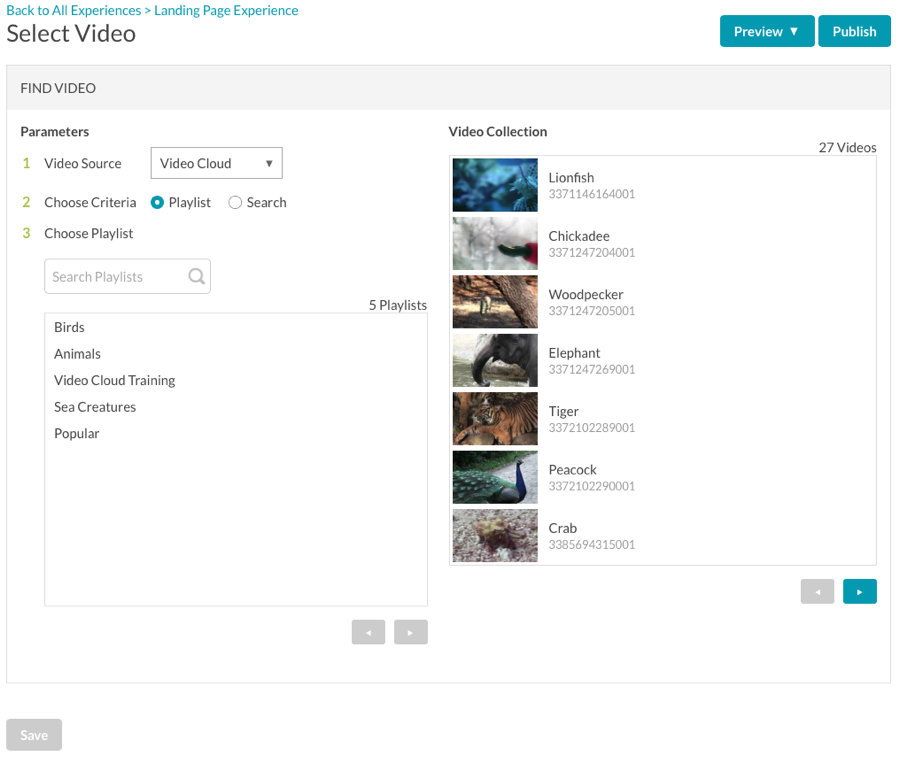 Back to All Experiences > Landing Page Experience
Select Video
Preview ▼
Publish
FIND VIDEO
Parameters
1 Video Source Video Cloud ▼
2 Choose Criteria Playlist Search
3 Choose Playlist
Search Playlists
5 Playlists
Birds
Animals
Video Cloud Training
Sea Creatures
Popular
Video Collection
27 Videos
Lionfish
3371146164001
Chickadee
3371247204001
Woodpecker
3371247205001
Elephant
3371247269001
Tiger
3372102289001
Peacock
3372102290001
Crab
3385694315001
Save